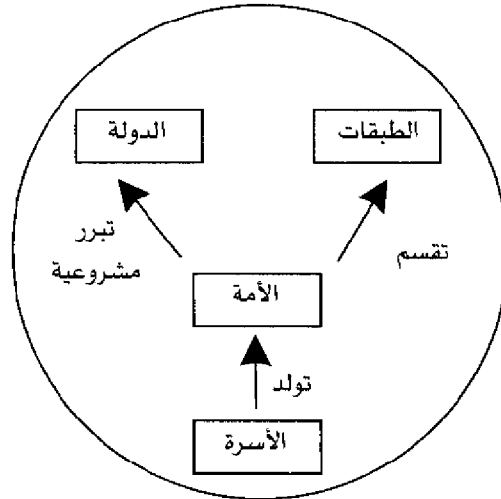 الطبقات
الدولة
تبرر
مشروعية
تقسم
الأمة
تولد
الأسرة